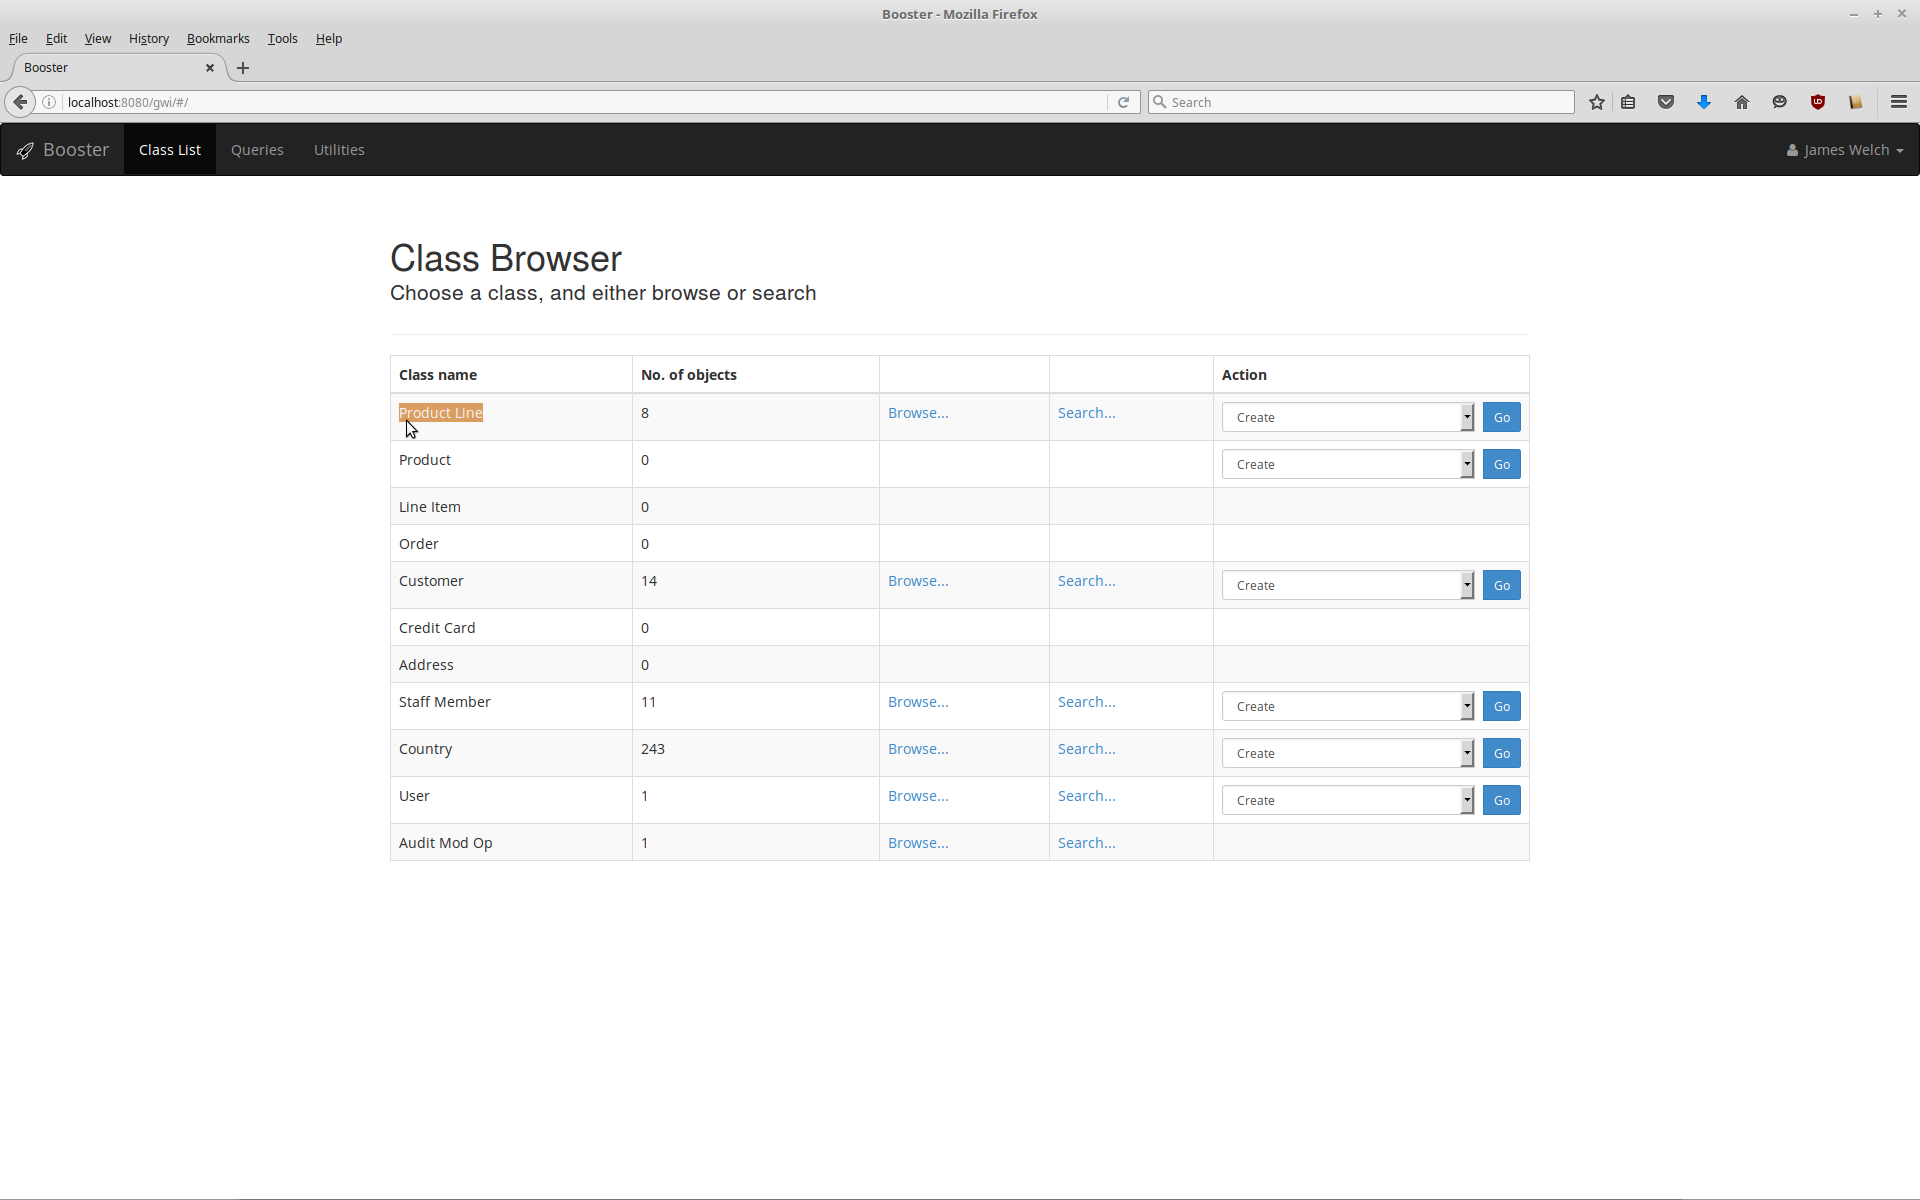 Booster - Mozilla Firefox
File Edit View History Bookmarks Tools Help
Booster
localhost:8080/gwi/#/
Search
Booster Class List Queries Utilities James Welch
Class Browser
Choose a class, and either browse or search
Class name No. of objects Action
Product Line 8 Browse... Search... Create Go
Product 0 Create Go
Line Item 0
Order 0
Customer 14 Browse... Search... Create Go
Credit Card 0
Address 0
Staff Member 11 Browse... Search... Create Go
Country 243 Browse... Search... Create Go
User 1 Browse... Search... Create Go
Audit Mod Op 1 Browse... Search...